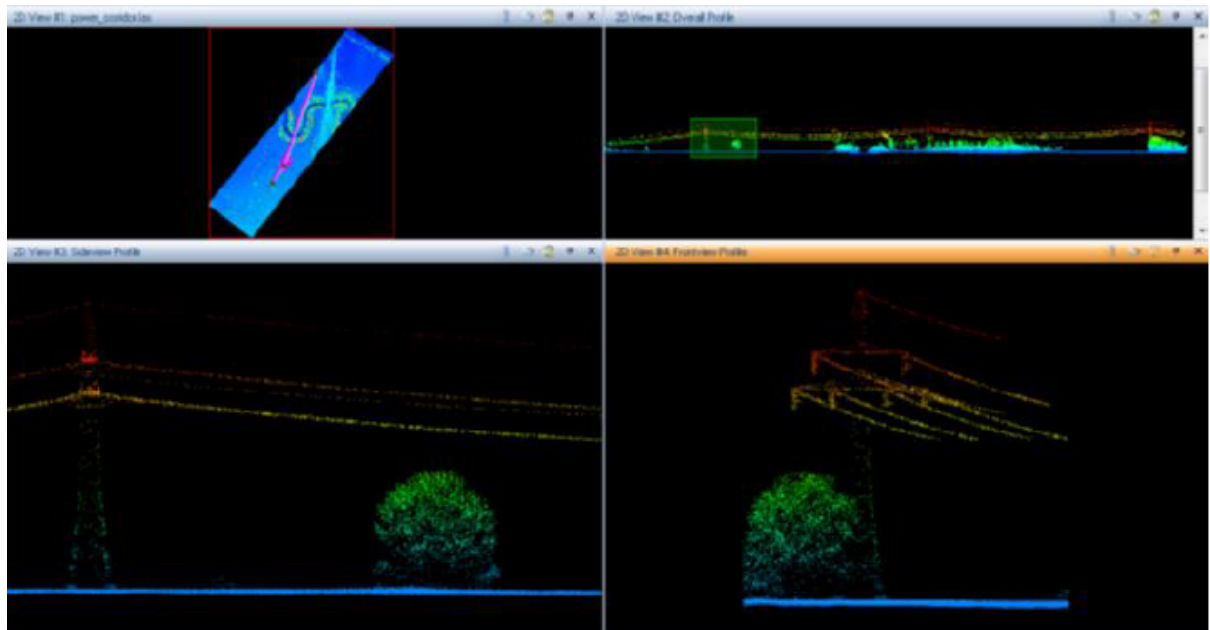 2D View #1: power_corridor.las
2D View #2: Overall Profile
2D View #3: Sideview Profile
2D View #4: Frontview Profile